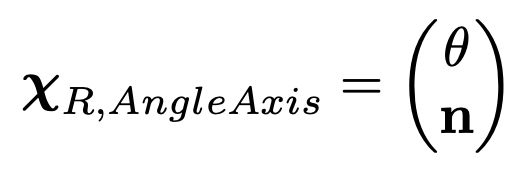 𝛘_{R,AngleAxis} = (θ
n)